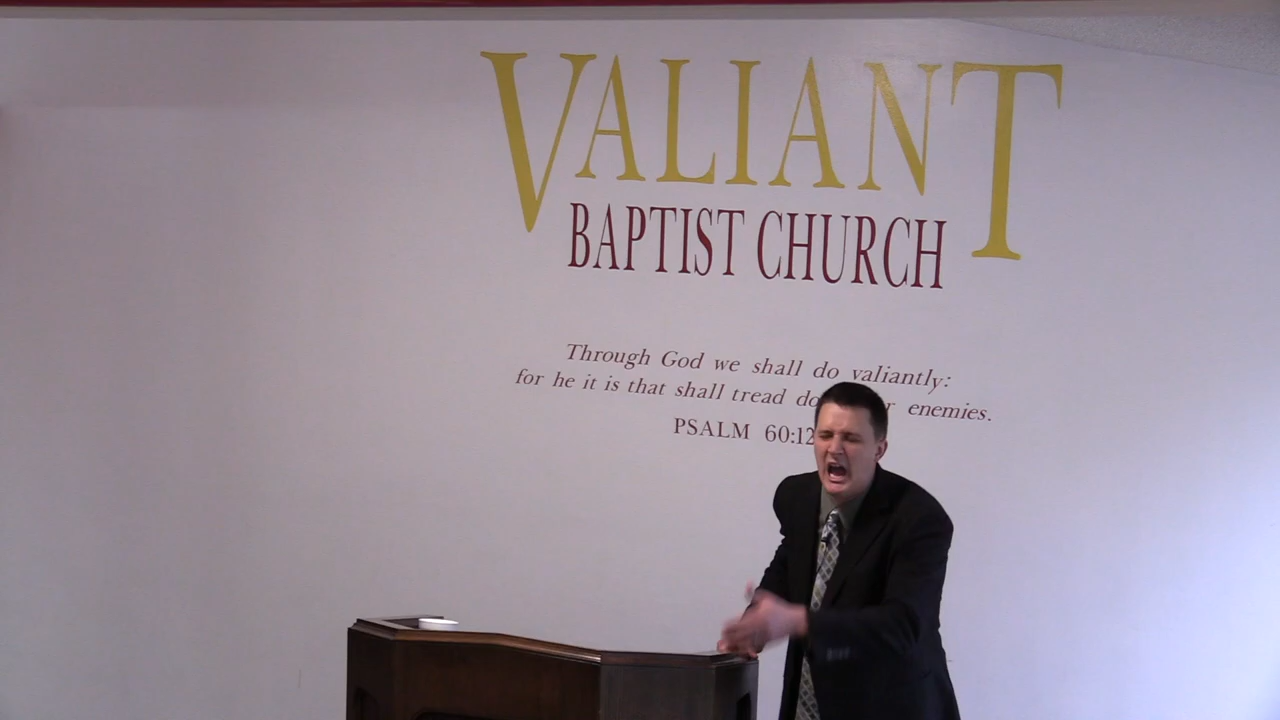 VALIANT
BAPTIST CHURCH
Through God we shall do valiantly:
for he it is that shall tread enemies.
PSALM 60:12